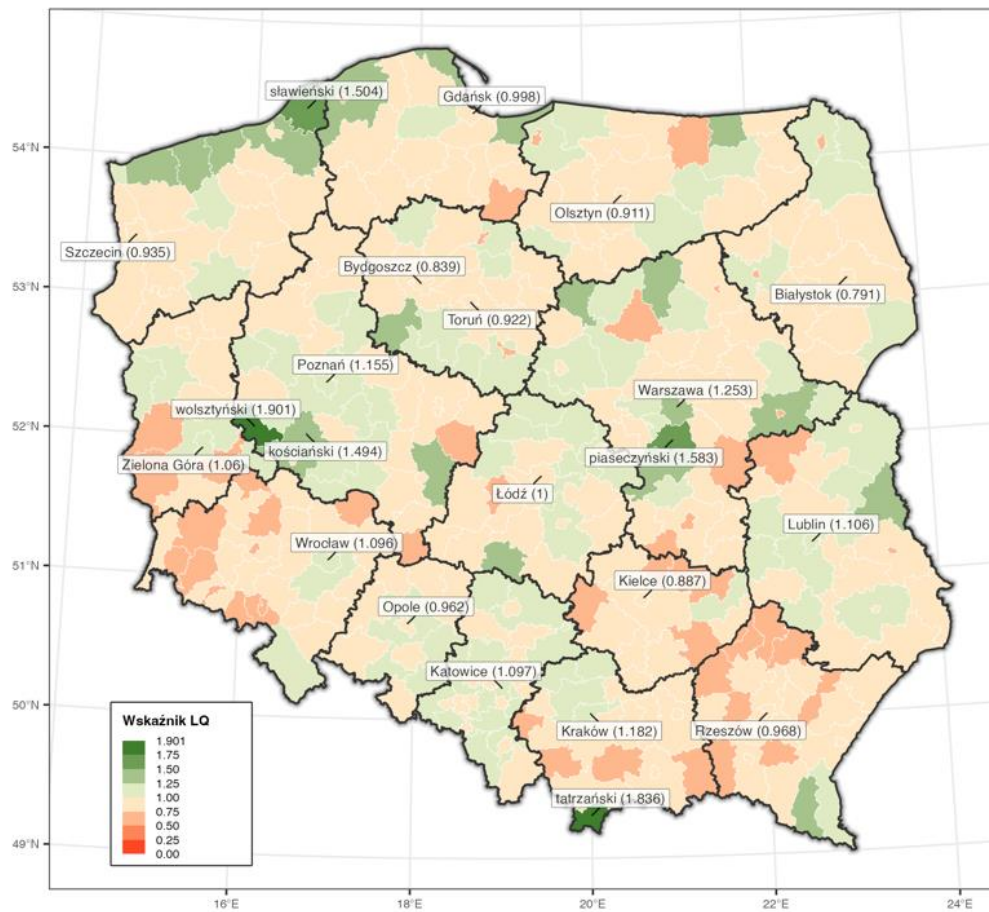 sławieński (1.504)
Gdańsk (0.998)
54°N
Olsztyn (0.911)
Szczecin (0.935)
Bydgoszcz (0.839)
53°N
Białystok (0.791)
Toruń (0.922)
Poznań (1.155)
Warszawa (1.253)
wolsztyński (1.901)
52°N
kościański (1.494)
piaseczyński (1.583)
Zielona Góra (1.06)
Łódź (1)
Lublin (1.106)
Wrocław (1.096)
51°N
Kielce (0.887)
Opole (0.962)
Katowice (1.097)
50°N
Kraków (1.182)
Rzeszów (0.968)
tatrzański (1.836)
49°N
Wskaźnik LQ
1.901
1.75
1.50
1.25
1.00
0.75
0.50
0.25
0.00
16°E
18°E
20°E
22°E
24°E